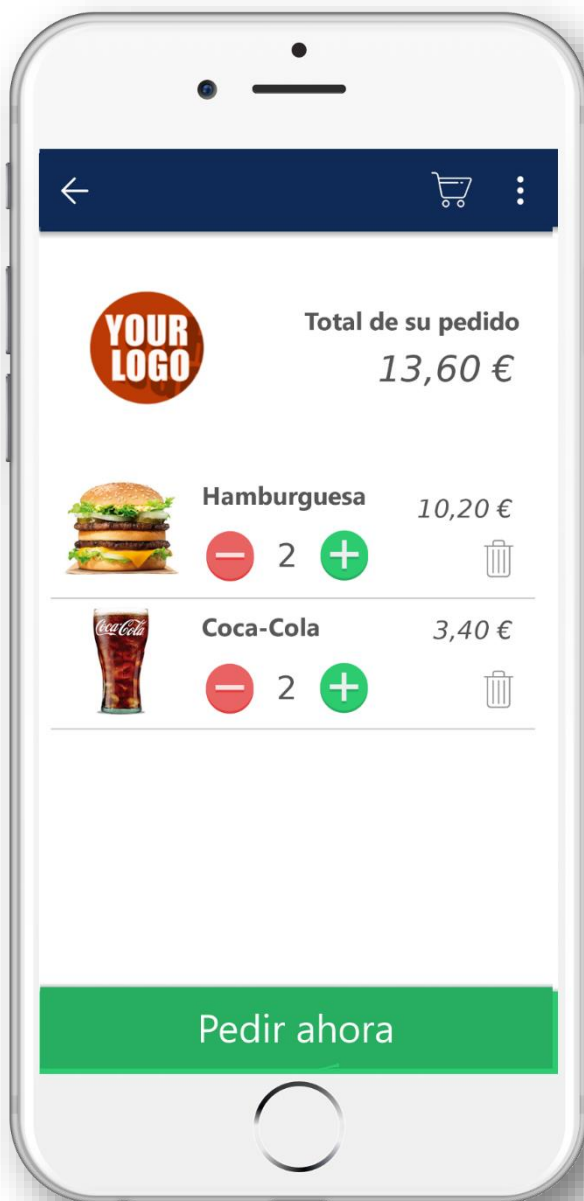 YOUR
LOGO
Total de su pedido
13,60 €
Hamburguesa
10,20 €
2
Coca-Cola
3,40 €
Coca-Cola
2
Pedir ahora